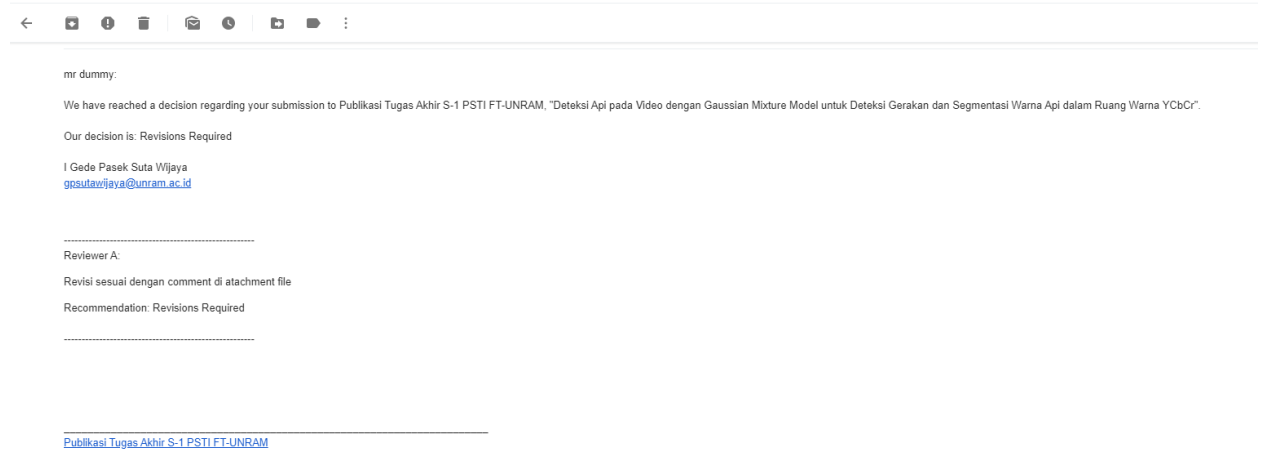 mr dummy:
We have reached a decision regarding your submission to Publikasi Tugas Akhir S-1 PSTI FT-UNRAM, "Deteksi Api pada Video dengan Gaussian Mixture Model untuk Deteksi Gerakan dan Segmentasi Warna Api dalam Ruang Warna YCbCr".
Our decision is: Revisions Required
I Gede Pasek Suta Wijaya
gpsutawijaya@unram.ac.id
------------------------------------------------------
Reviewer A:
Revisi sesuai dengan comment di atachment file
Recommendation: Revisions Required
------------------------------------------------------
________________________________________________________________________
Publikasi Tugas Akhir S-1 PSTI FT-UNRAM